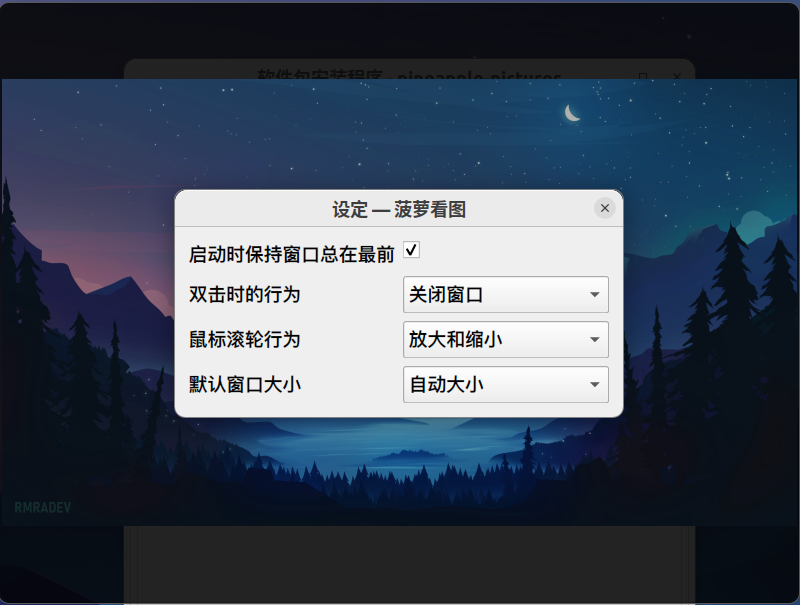 软件包安装程序 - pineapple-pictures
设定 — 菠萝看图
启动时保持窗口总在最前
双击时的行为
关闭窗口
鼠标滚轮行为
放大和缩小
默认窗口大小
自动大小
RMRADEV